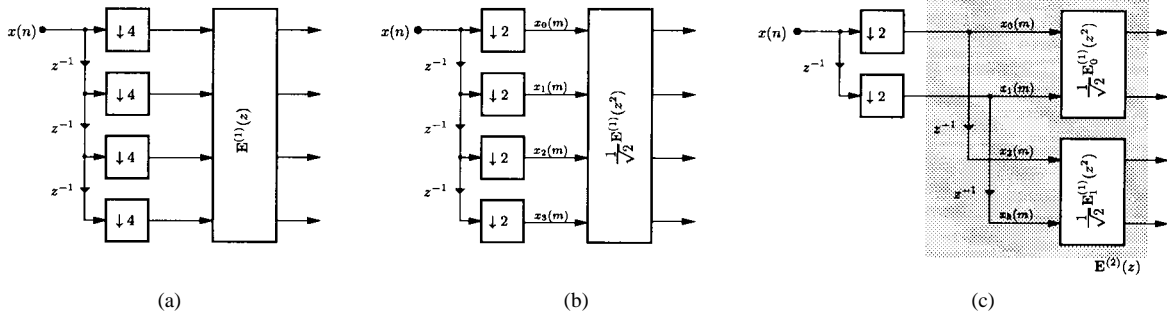 x(n) ↓4 z⁻¹ ↓4 z⁻¹ ↓4 z⁻¹ ↓4 E⁽¹⁾(z)
(a)
x(n) ↓2 x₀(m) z⁻¹ ↓2 x₁(m) z⁻¹ ↓2 x₂(m) z⁻¹ ↓2 x₃(m) 1/√2 E⁽¹⁾(z²)
(b)
x(n) ↓2 x₀(m) z⁻¹ ↓2 x₁(m) 1/√2 E₀⁽¹⁾(z²)
z⁻¹ x₂(m) z⁻¹ x₃(m) 1/√2 E₁⁽¹⁾(z²)
E⁽²⁾(z)
(c)